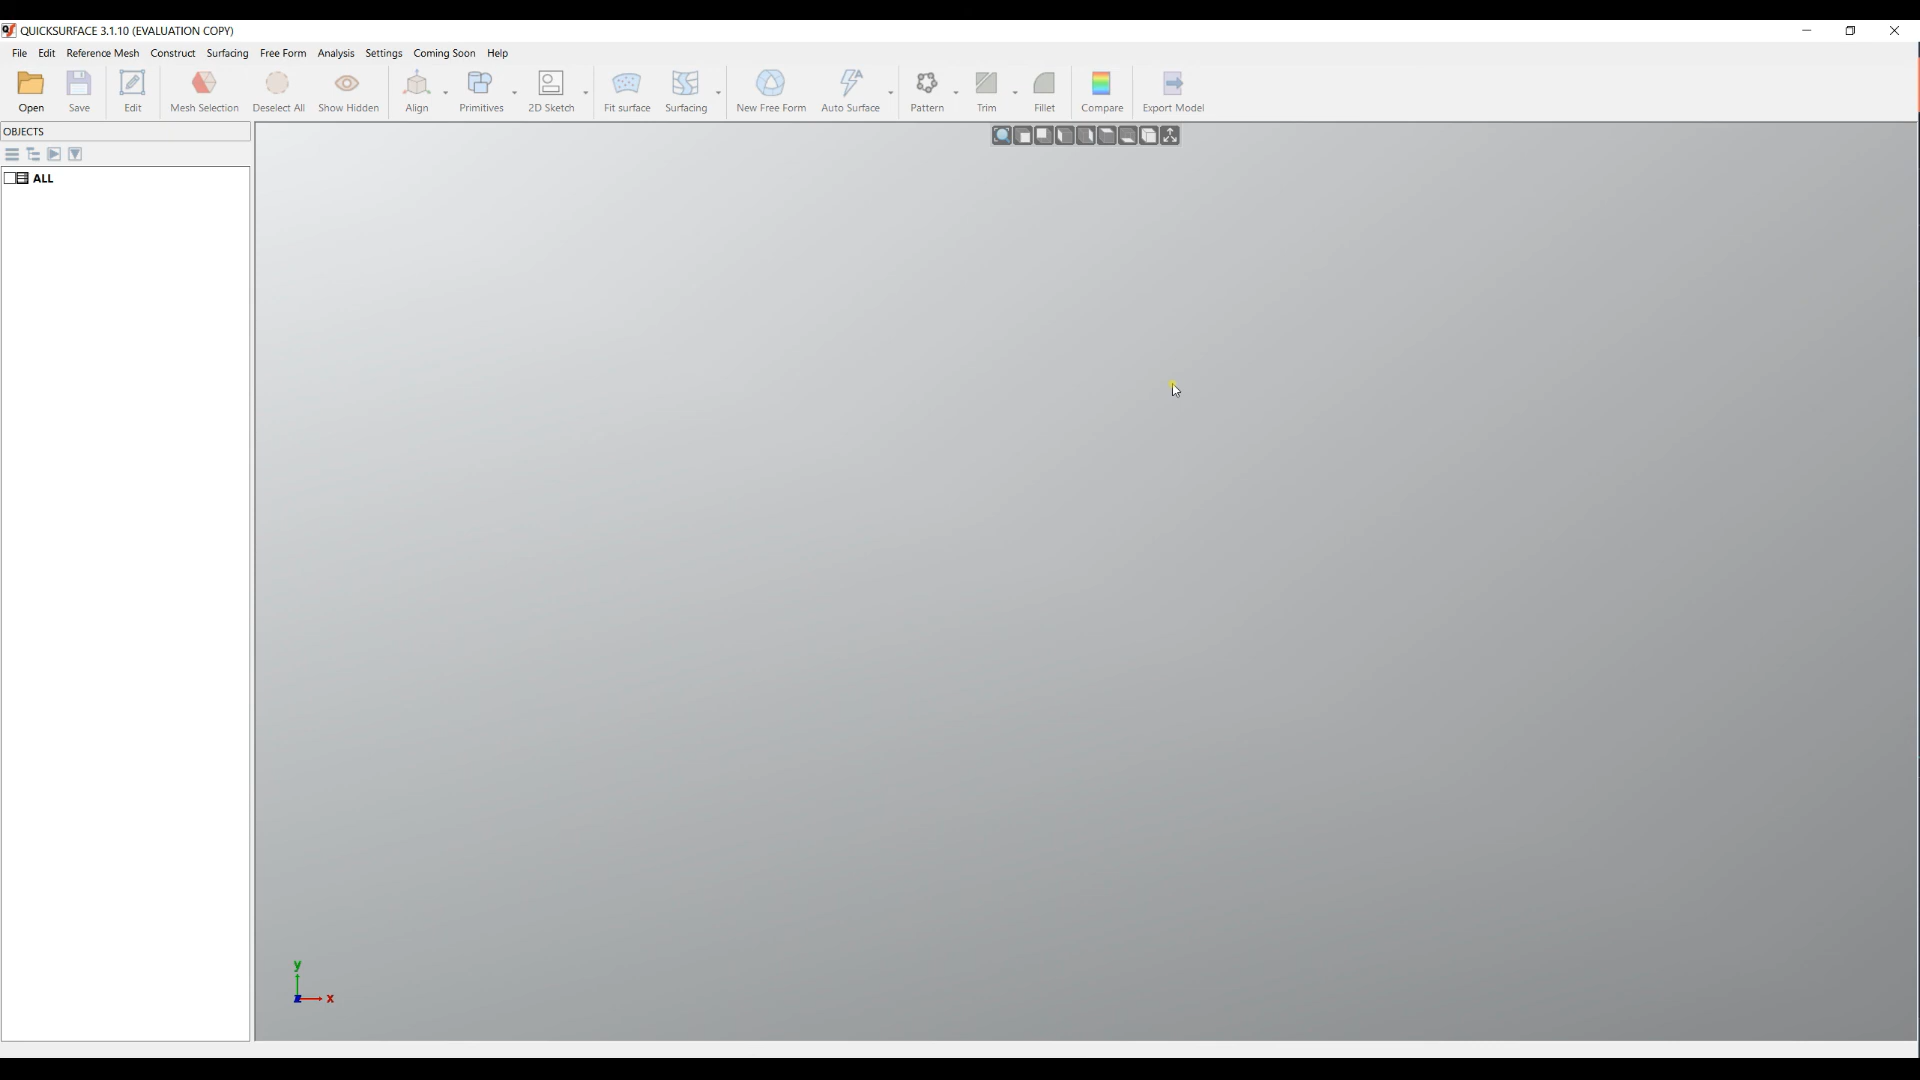 QUICKSURFACE 3.1.10 (EVALUATION COPY)
File Edit Reference Mesh Construct Surfacing Free Form Analysis Settings Coming Soon Help
Open Save Edit Mesh Selection Deselect All Show Hidden Align Primitives 2D Sketch Fit surface Surfacing New Free Form Auto Surface Pattern Trim Fillet Compare Export Model
OBJECTS
ALL
y
z x